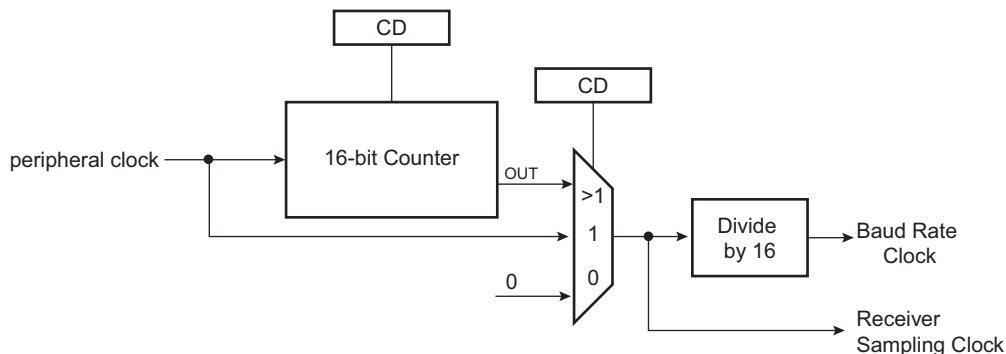 CD
CD
peripheral clock
16-bit Counter
OUT
>1
1
0
0
Divide
by 16
Baud Rate
Clock
Receiver
Sampling Clock